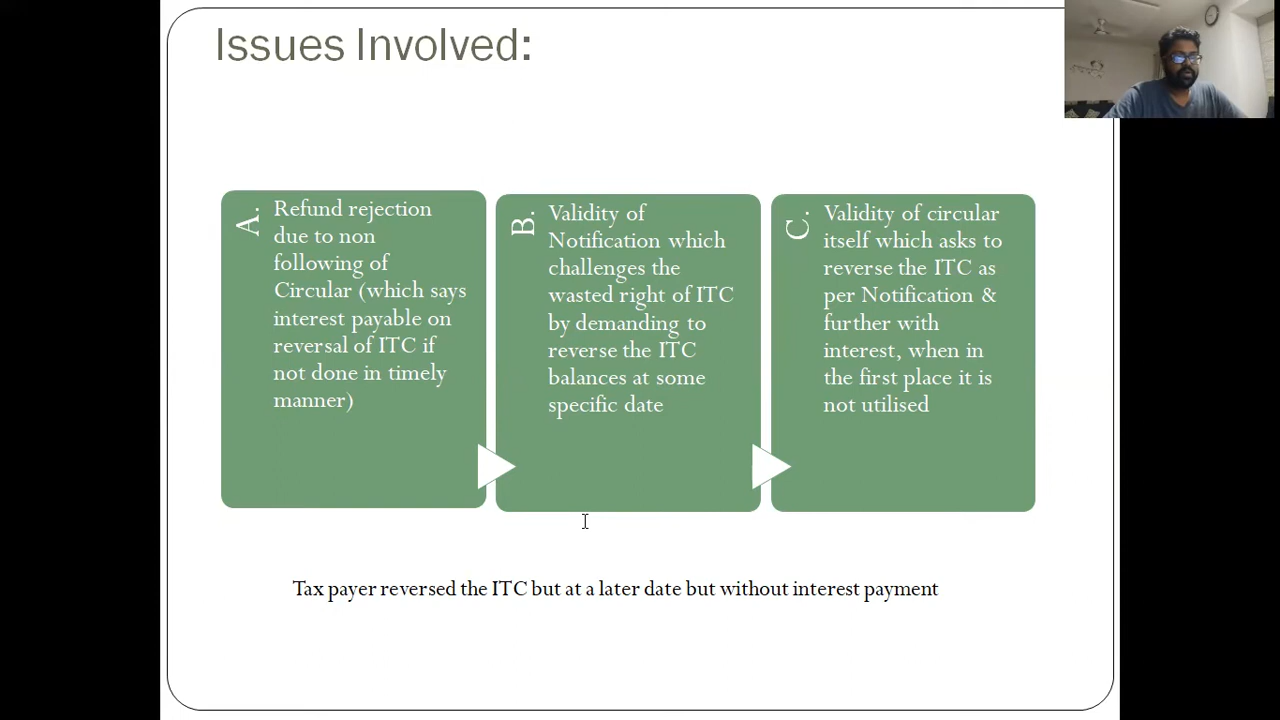 Issues Involved:
A.
Refund rejection
due to non
following of
Circular (which says
interest payable on
reversal of ITC if
not done in timely
manner)
B.
Validity of
Notification which
challenges the
wasted right of ITC
by demanding to
reverse the ITC
balances at some
specific date
C.
Validity of circular
itself which asks to
reverse the ITC as
per Notification &
further with
interest, when in
the first place it is
not utilised
Tax payer reversed the ITC but at a later date but without interest payment